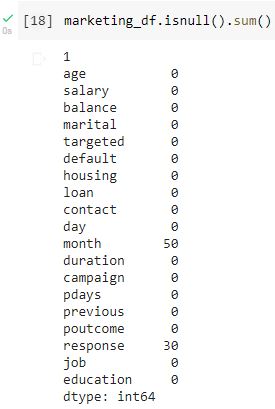 [18] marketing_df.isnull().sum()
0s
1
age 0
salary 0
balance 0
marital 0
targeted 0
default 0
housing 0
loan 0
contact 0
day 0
month 50
duration 0
campaign 0
pdays 0
previous 0
poutcome 0
response 30
job 0
education 0
dtype: int64